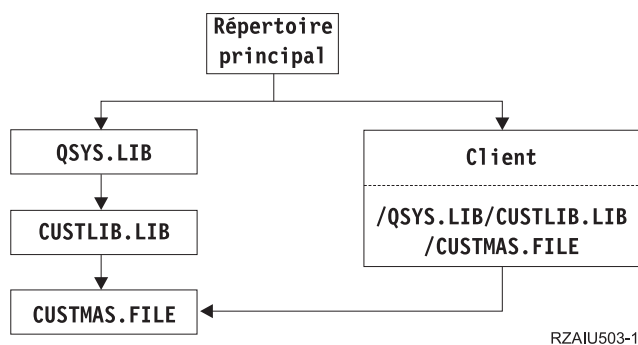 Répertoire
principal
QSYS.LIB
CUSTLIB.LIB
CUSTMAS.FILE
Client
/QSYS.LIB/CUSTLIB.LIB
/CUSTMAS.FILE
RZAIU503-1